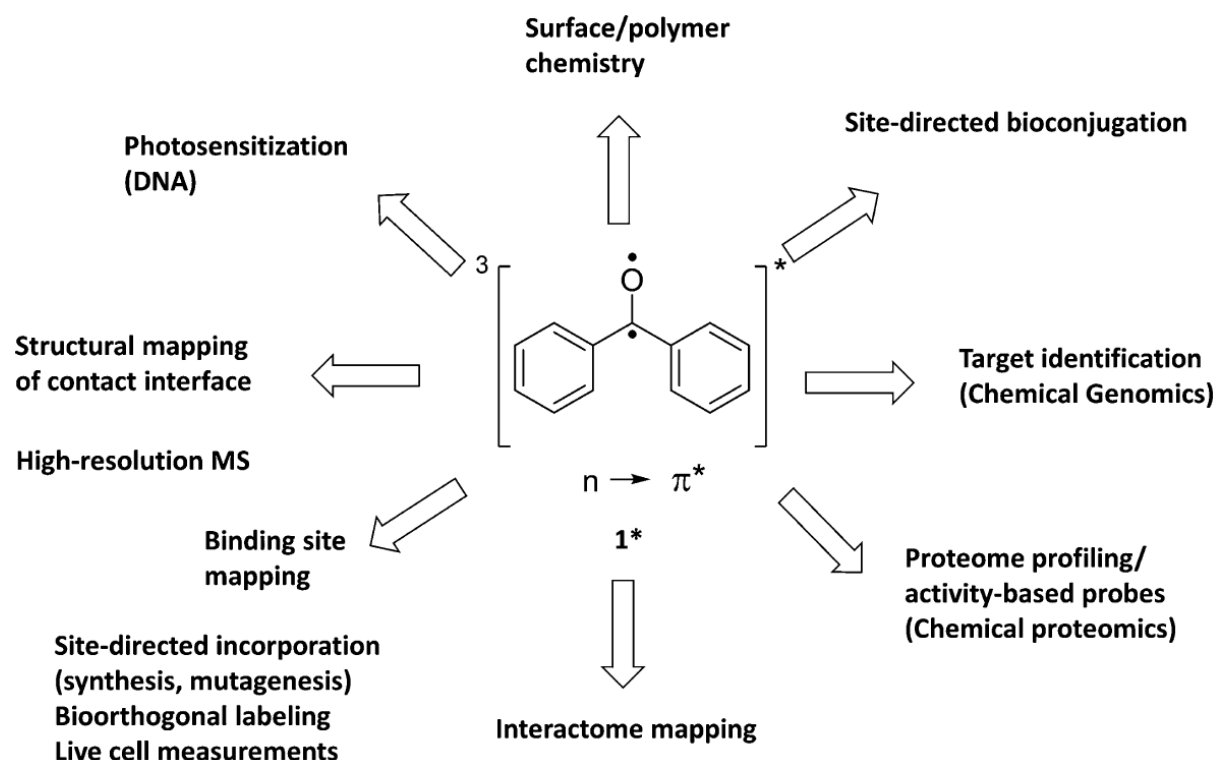 Surface/polymer
chemistry
Site-directed bioconjugation
Photosensitization
(DNA)
3
*
O
Structural mapping
of contact interface
Target identification
(Chemical Genomics)
High-resolution MS
n → π*
1*
Binding site
mapping
Proteome profiling/
activity-based probes
(Chemical proteomics)
Site-directed incorporation
(synthesis, mutagenesis)
Bioorthogonal labeling
Live cell measurements
Interactome mapping